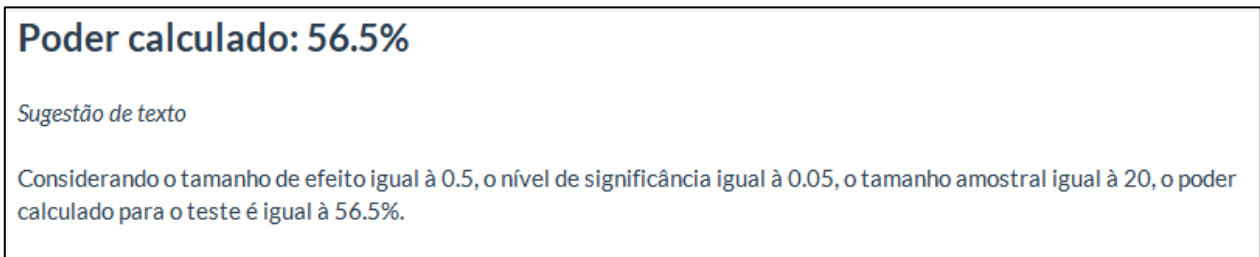 Poder calculado: 56.5%
Sugestão de texto
Considerando o tamanho de efeito igual à 0.5, o nível de significância igual à 0.05, o tamanho amostral igual à 20, o poder
calculado para o teste é igual à 56.5%.